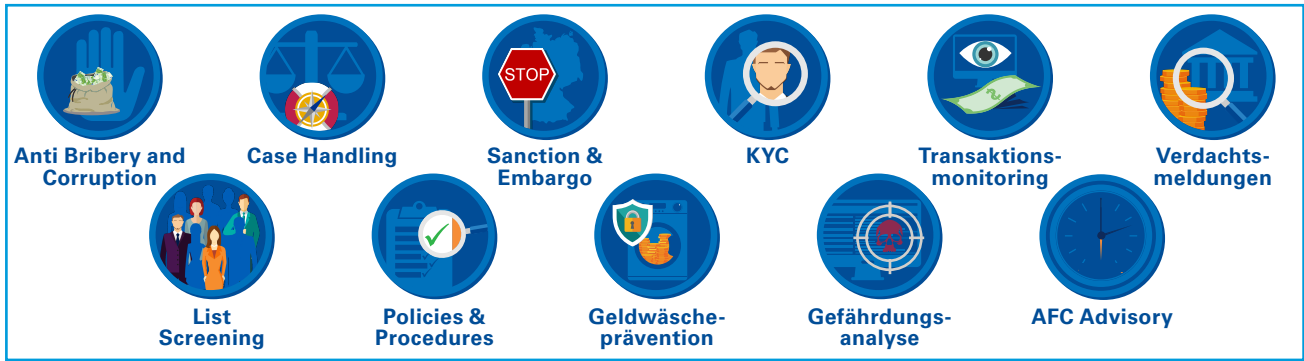 STOP
Anti Bribery and
Corruption
Case Handling
Sanction &
Embargo
KYC
Transaktions-
monitoring
Verdachts-
meldungen
List
Screening
Policies &
Procedures
Geldwäsche-
prävention
Gefährdungs-
analyse
AFC Advisory